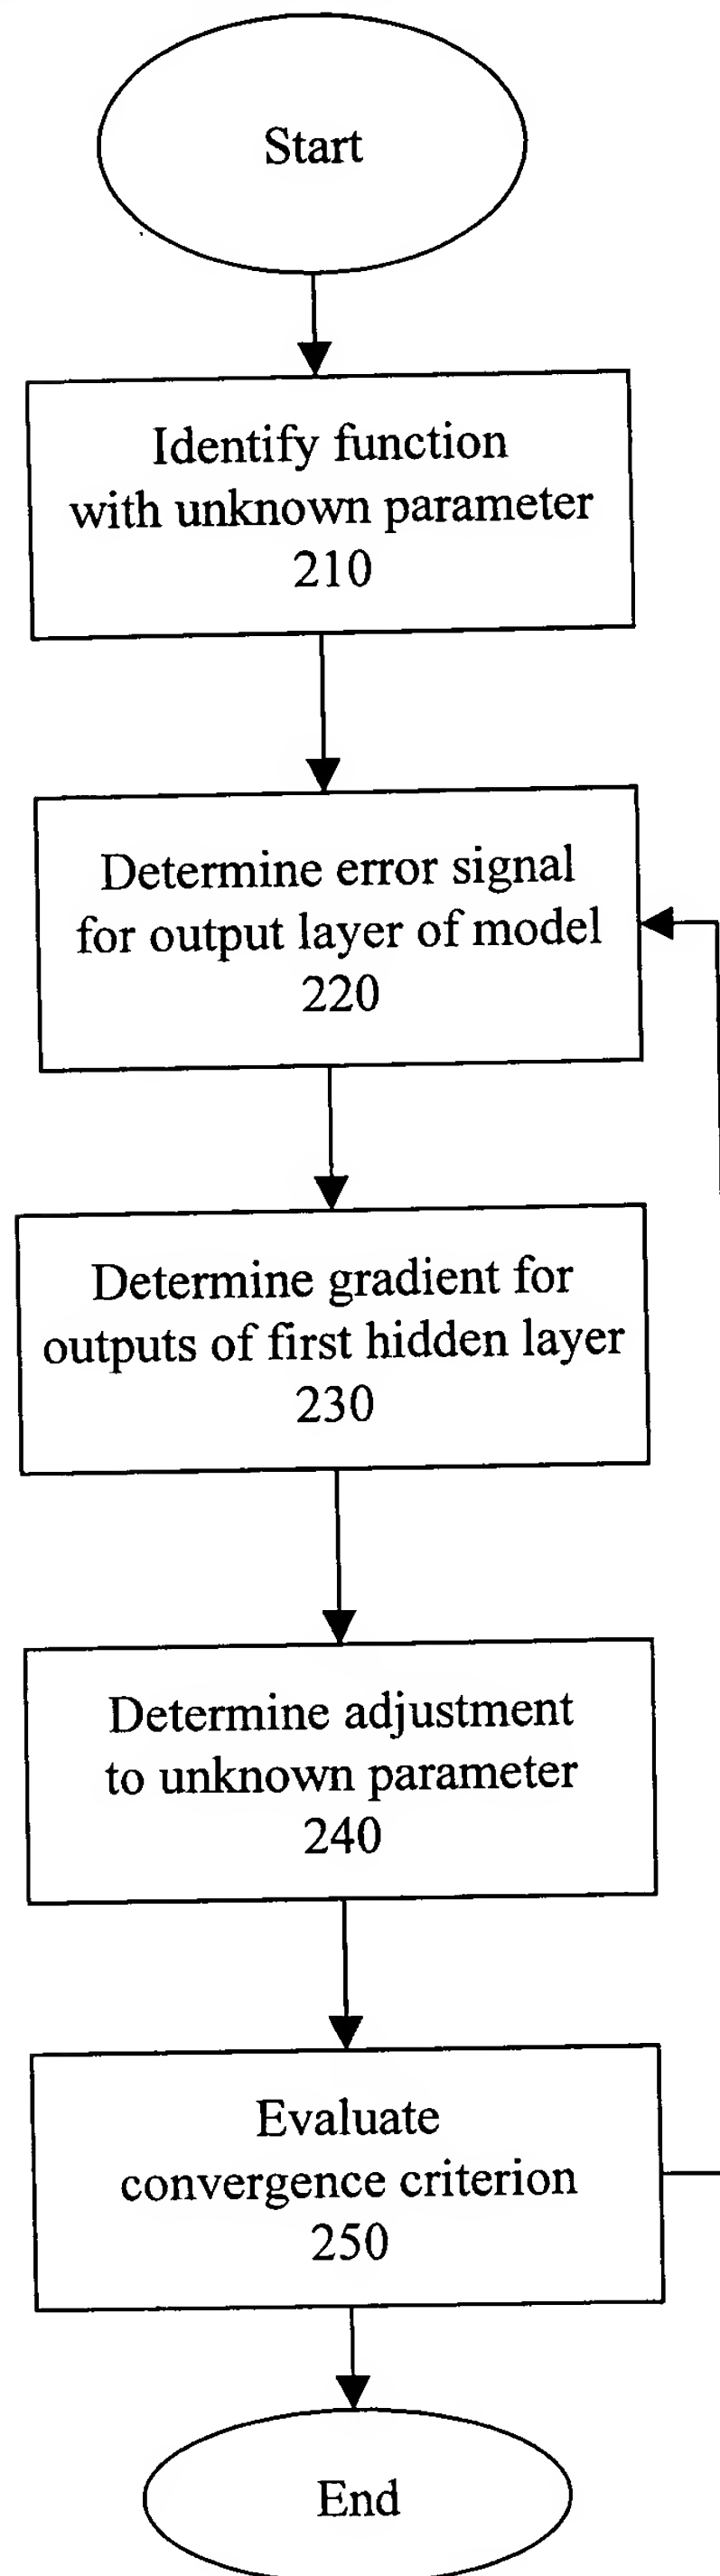 Start
Identify function
with unknown parameter
210
Determine error signal
for output layer of model
220
Determine gradient for
outputs of first hidden layer
230
Determine adjustment
to unknown parameter
240
Evaluate
convergence criterion
250
End